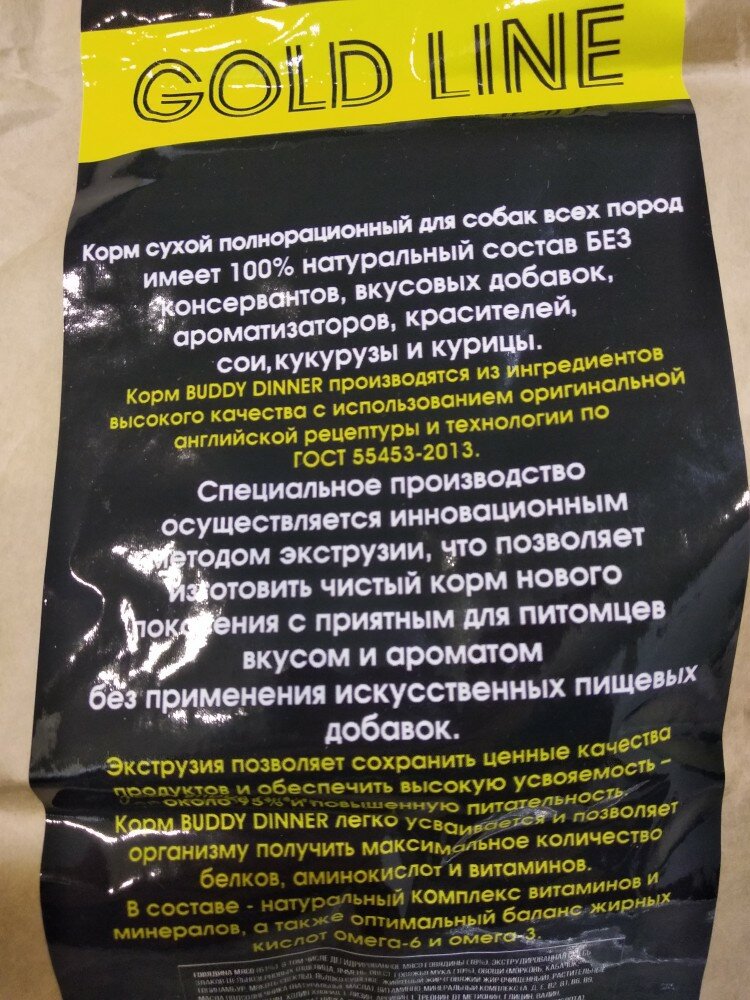 GOLD LINE
Корм сухой полнорационный для собак всех пород
имеет 100% натуральный состав БЕЗ
консервантов, вкусовых добавок,
ароматизаторов, красителей,
сои, кукурузы и курицы.
Корм BUDDY DINNER производятся из ингредиентов
высокого качества с использованием оригинальной
английской рецептуры и технологии по
ГОСТ 55453-2013.
Специальное производство
осуществляется инновационным
методом экструзии, что позволяет
изготовить чистый корм нового
поколения с приятным для питомцев
вкусом и ароматом
без применения искусственных пищевых
добавок.
Экструзия позволяет сохранить ценные качества
продуктов и обеспечить высокую усвояемость –
около 95% и повышенную питательность.
Корм BUDDY DINNER легко усваивается и позволяет
организму получить максимальное количество
белков, аминокислот и витаминов.
В составе - натуральный комплекс витаминов и
минералов, а также оптимальный баланс жирных
кислот омега-6 и омега-3.